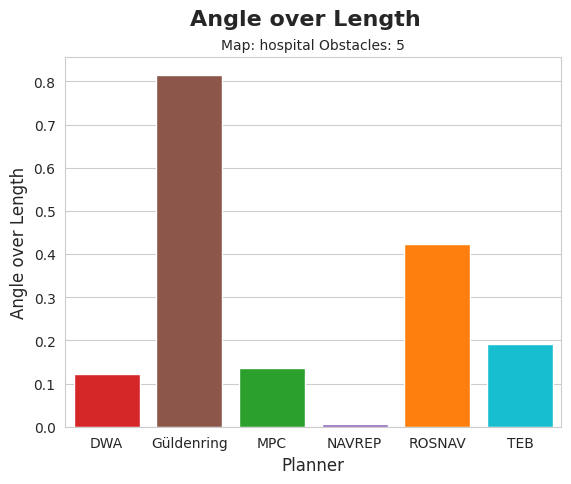 Angle over Length
Map: hospital Obstacles: 5
0.8
0.7
0.6
0.5
0.4
0.3
0.2
0.1
0.0
Angle over Length
DWA Güldenring MPC NAVREP ROSNAV TEB
Planner